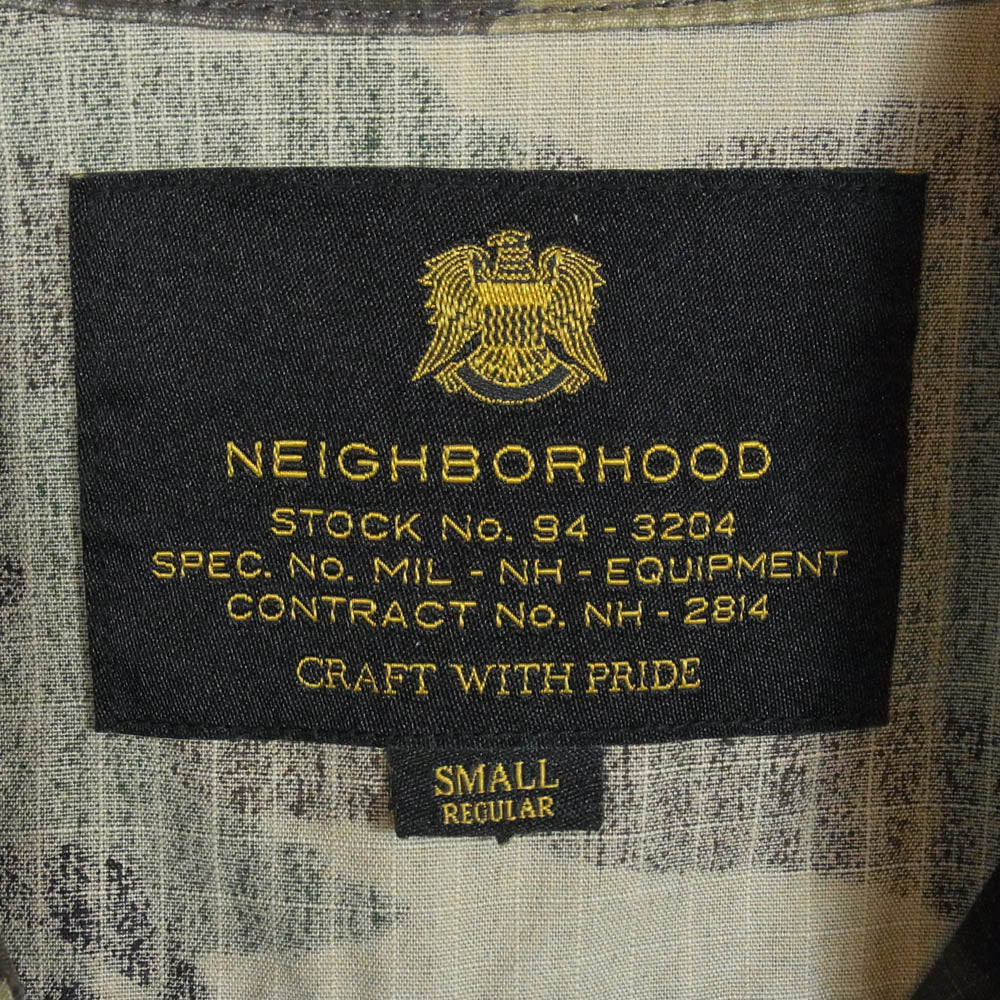 NEIGHBORHOOD
STOCK No. 94 - 3204
SPEC. No. MIL - NH - EQUIPMENT
CONTRACT No. NH - 2814
CRAFT WITH PRIDE
SMALL
REGULAR